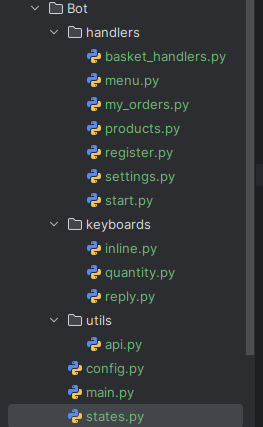 Bot
handlers
basket_handlers.py
menu.py
my_orders.py
products.py
register.py
settings.py
start.py
keyboards
inline.py
quantity.py
reply.py
utils
api.py
config.py
main.py
states.py